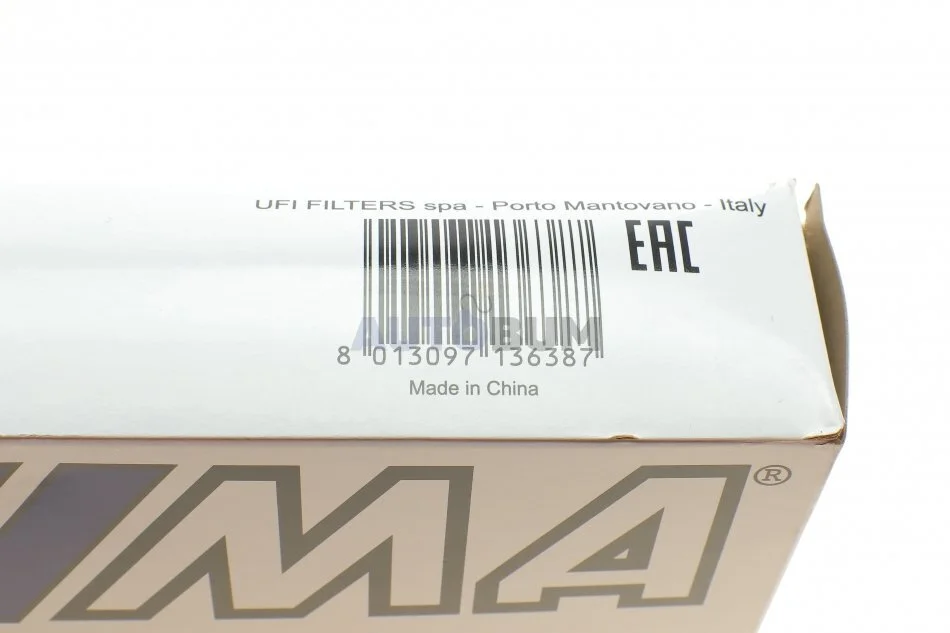 UFI FILTERS spa - Porto Mantovano - Italy
EAC
AUTOBUM
8 013097 136387
Made in China
MA®